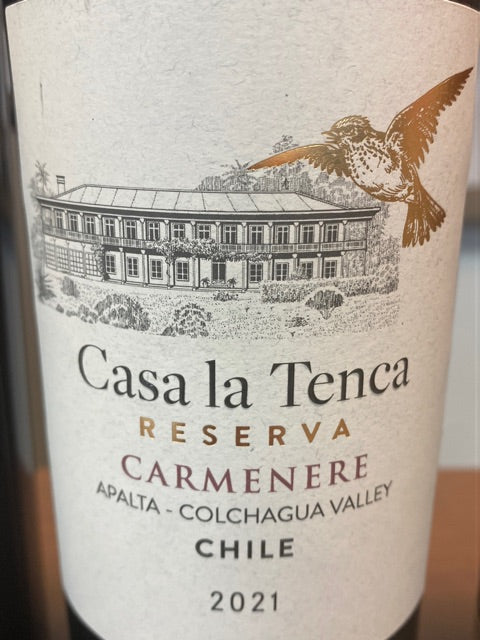 Casa la Tenca
RESERVA
CARMENERE
APALTA - COLCHAGUA VALLEY
CHILE
2021